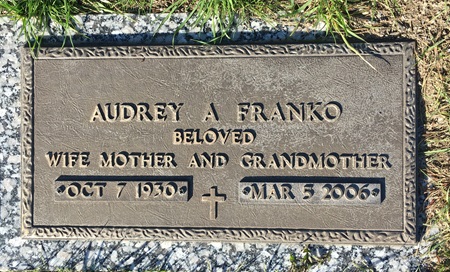 AUDREY A FRANKO
BELOVED
WIFE MOTHER AND GRANDMOTHER
OCT 7 1930 MAR 5 2006